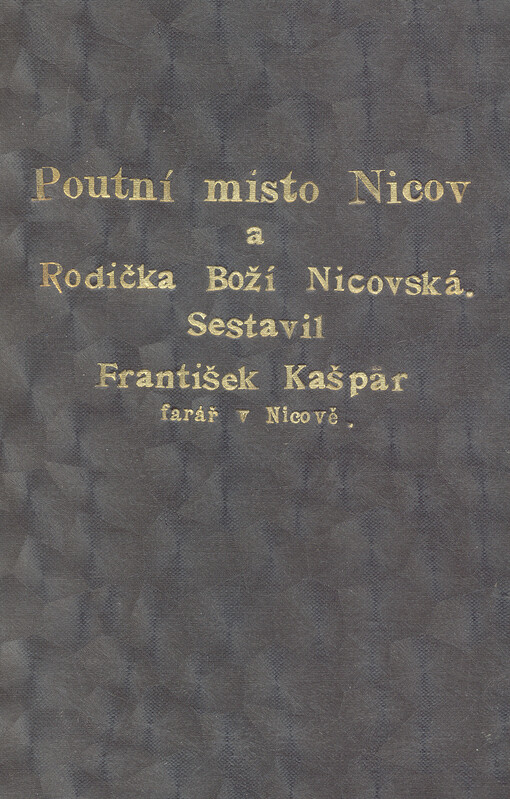 Poutní místo Nicov
a
Rodička Boží Nicovská.
Sestavil
František Kašpar
farář v Nicově.